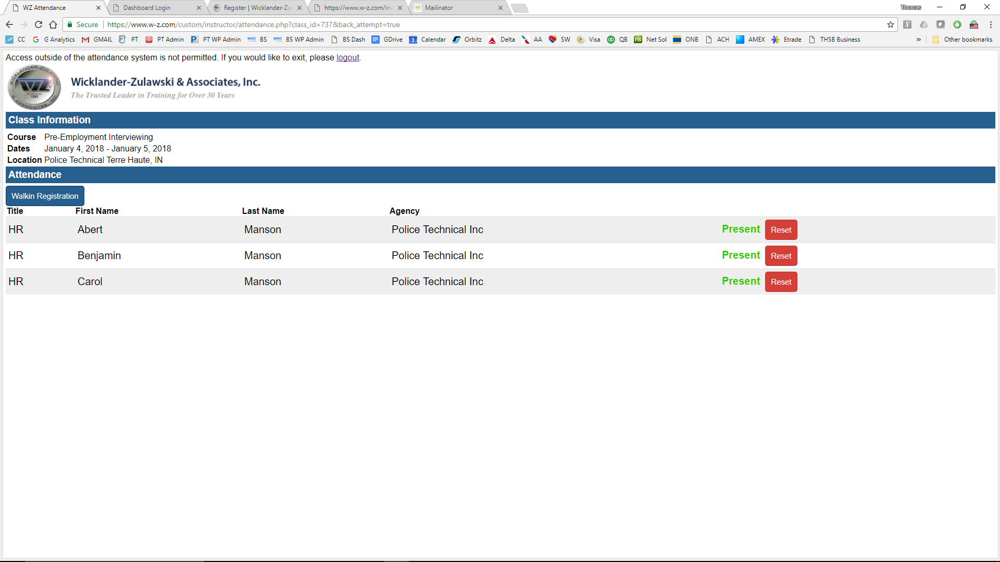 WZ Attendance Dashboard Login Register | Wicklander-Zu https://www.w-z.com/in Mailinator Thomas
Secure https://www.w-z.com/custom/instructor/attendance.php?class_id=737&back_attempt=true
CC G Analytics GMAIL PT PT Admin PT WP Admin BS BS WP Admin BS Dash GDrive Calendar Orbitz Delta AA SW Visa QB Net Sol ONB ACH AMEX Etrade THSB Business » Other bookmarks
Access outside of the attendance system is not permitted. If you would like to exit, please logout.
WICKLANDER-ZULAWSKI
WZ
& ASSOCIATES, INC.
Wicklander-Zulawski & Associates, Inc.
The Trusted Leader in Training for Over 30 Years
Class Information
Course Pre-Employment Interviewing
Dates January 4, 2018 - January 5, 2018
Location Police Technical Terre Haute, IN
Attendance
Walkin Registration
Title First Name Last Name Agency
HR Abert Manson Police Technical Inc Present Reset
HR Benjamin Manson Police Technical Inc Present Reset
HR Carol Manson Police Technical Inc Present Reset